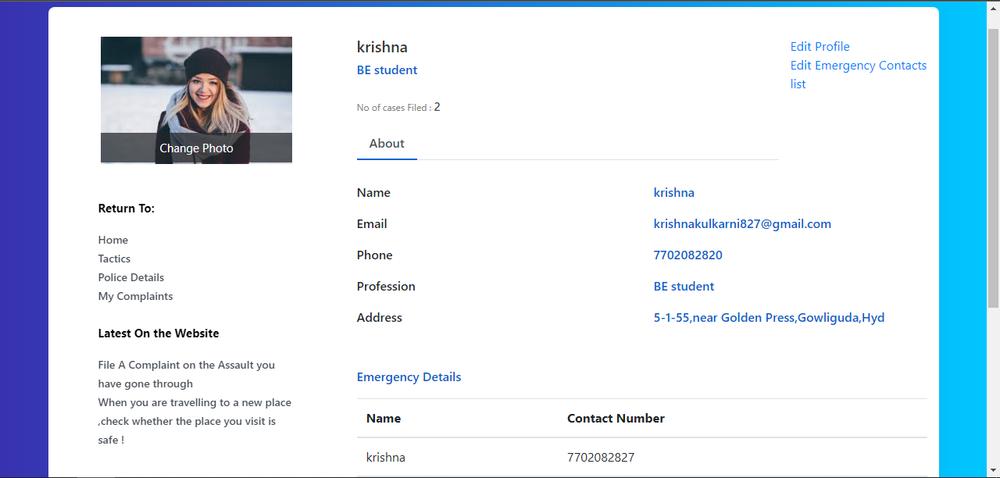 krishna
BE student
No of cases Filed : 2
Edit Profile
Edit Emergency Contacts
list
Change Photo
About
Name krishna
Email krishnakulkarni827@gmail.com
Phone 7702082820
Profession BE student
Address 5-1-55,near Golden Press,Gowliguda,Hyd
Return To:
Home
Tactics
Police Details
My Complaints
Latest On the Website
File A Complaint on the Assault you
have gone through
When you are travelling to a new place
,check whether the place you visit is
safe !
Emergency Details
Name Contact Number
krishna 7702082827